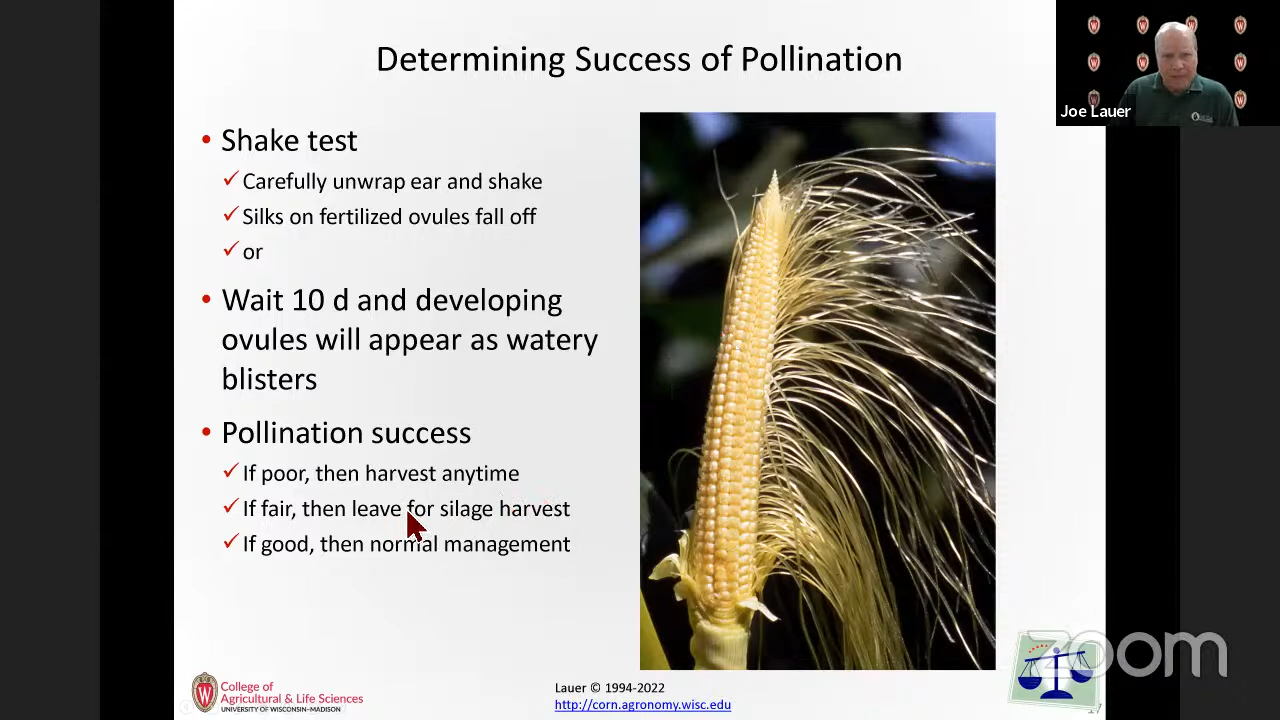 Determining Success of Pollination
Joe Lauer
• Shake test
✓ Carefully unwrap ear and shake
✓ Silks on fertilized ovules fall off
✓ or
• Wait 10 d and developing
ovules will appear as watery
blisters
• Pollination success
✓ If poor, then harvest anytime
✓ If fair, then leave for silage harvest
✓ If good, then normal management
zoom
College of
Agricultural & Life Sciences
UNIVERSITY OF WISCONSIN–MADISON
Lauer © 1994-2022
http://corn.agronomy.wisc.edu